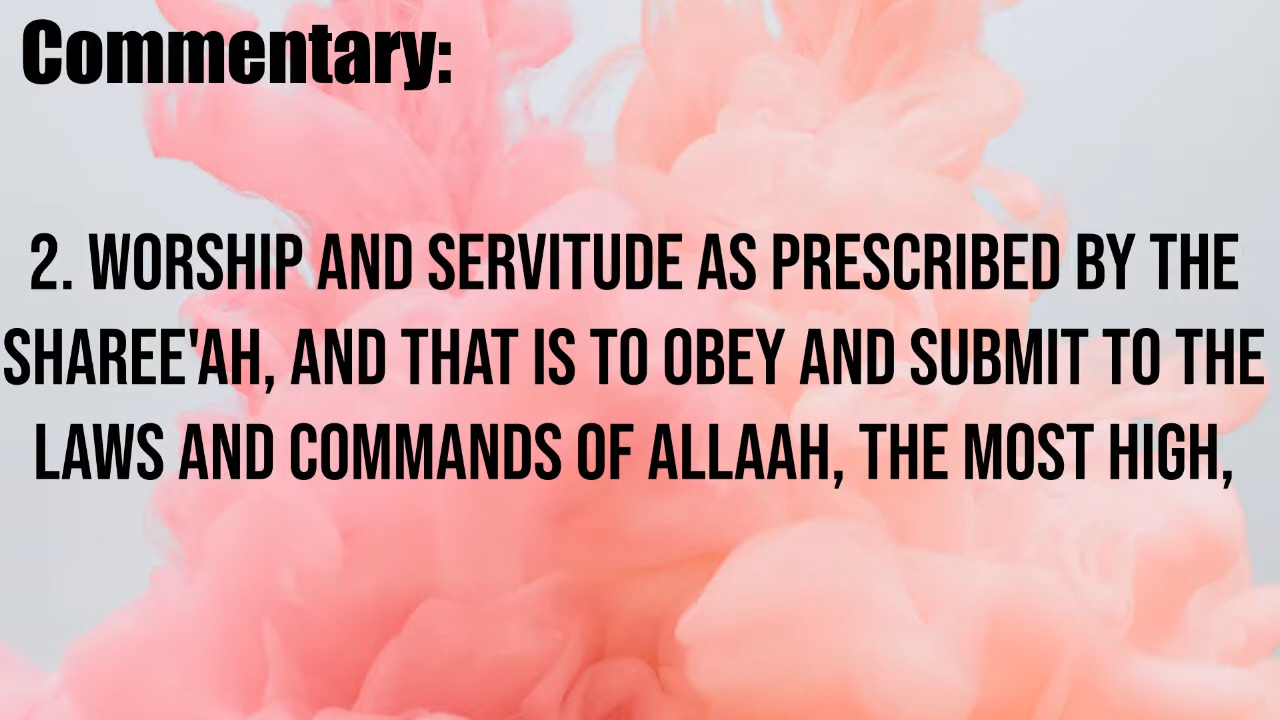 Commentary:
2. WORSHIP AND SERVITUDE AS PRESCRIBED BY THE
SHAREE'AH, AND THAT IS TO OBEY AND SUBMIT TO THE
LAWS AND COMMANDS OF ALLAAH, THE MOST HIGH,